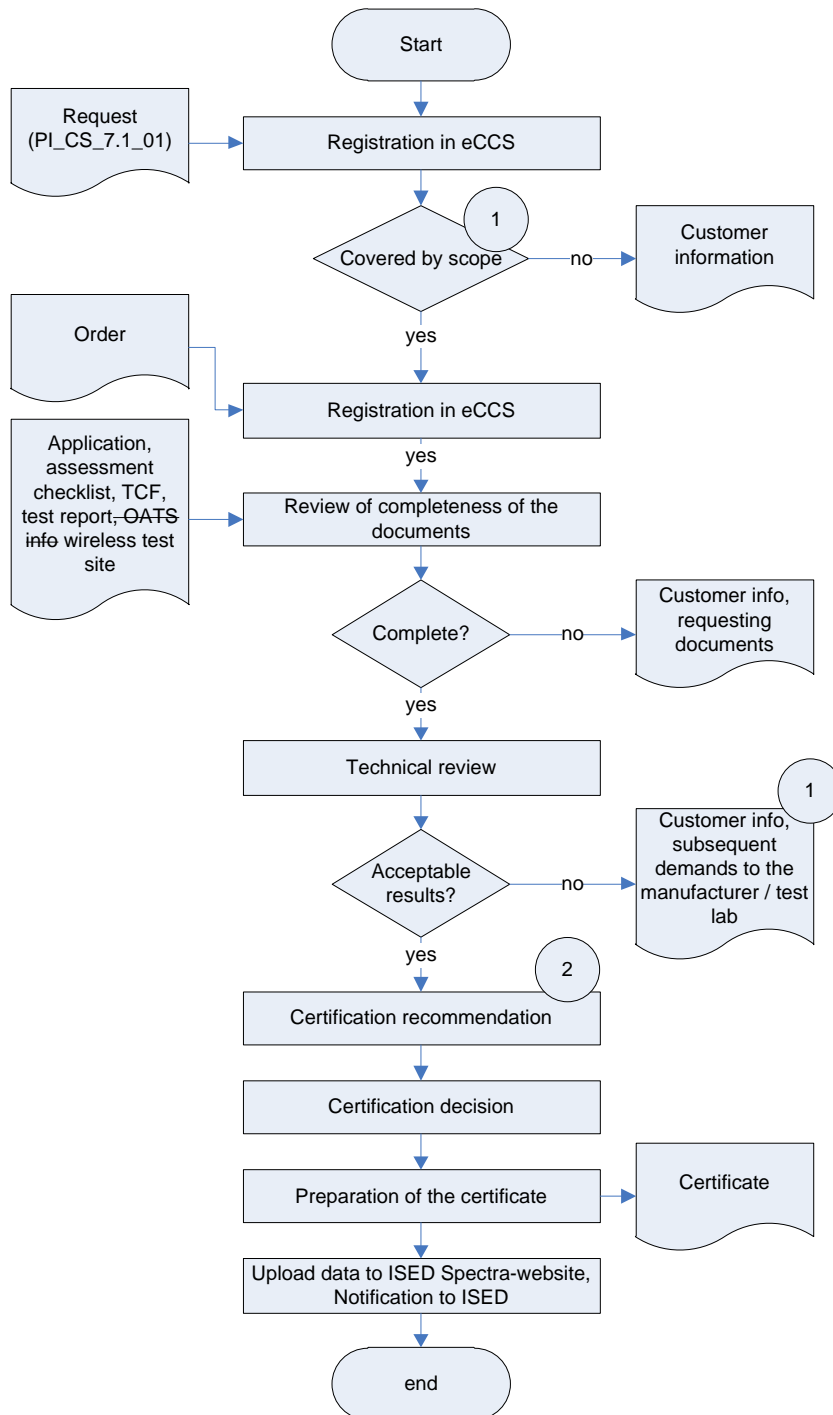 Start
Request
(PI_CS_7.1_01)
Registration in eCCS
1
Covered by scope
no
Customer
information
yes
Order
Registration in eCCS
yes
Application,
assessment
checklist, TCF,
test report, OATS
info wireless test
site
Review of completeness of the
documents
Complete?
no
Customer info,
requesting
documents
yes
Technical review
1
Acceptable
results?
no
Customer info,
subsequent
demands to the
manufacturer / test
lab
yes
2
Certification recommendation
Certification decision
Preparation of the certificate
Certificate
Upload data to ISED Spectra-website,
Notification to ISED
end